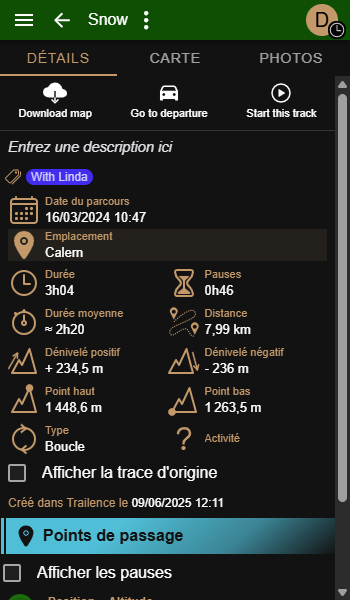 Snow
D
DÉTAILS
CARTE
PHOTOS
Download map
Go to departure
Start this track
Entrez une description ici
With Linda
Date du parcours
16/03/2024 10:47
Emplacement
Calern
Durée
3h04
Pauses
0h46
Durée moyenne
≈ 2h20
Distance
7,99 km
Dénivelé positif
+ 234,5 m
Dénivelé négatif
- 236 m
Point haut
1 448,6 m
Point bas
1 263,5 m
Type
Boucle
Activité
Afficher la trace d'origine
Créé dans Trailence le 09/06/2025 12:11
Points de passage
Afficher les pauses
Position Altitude